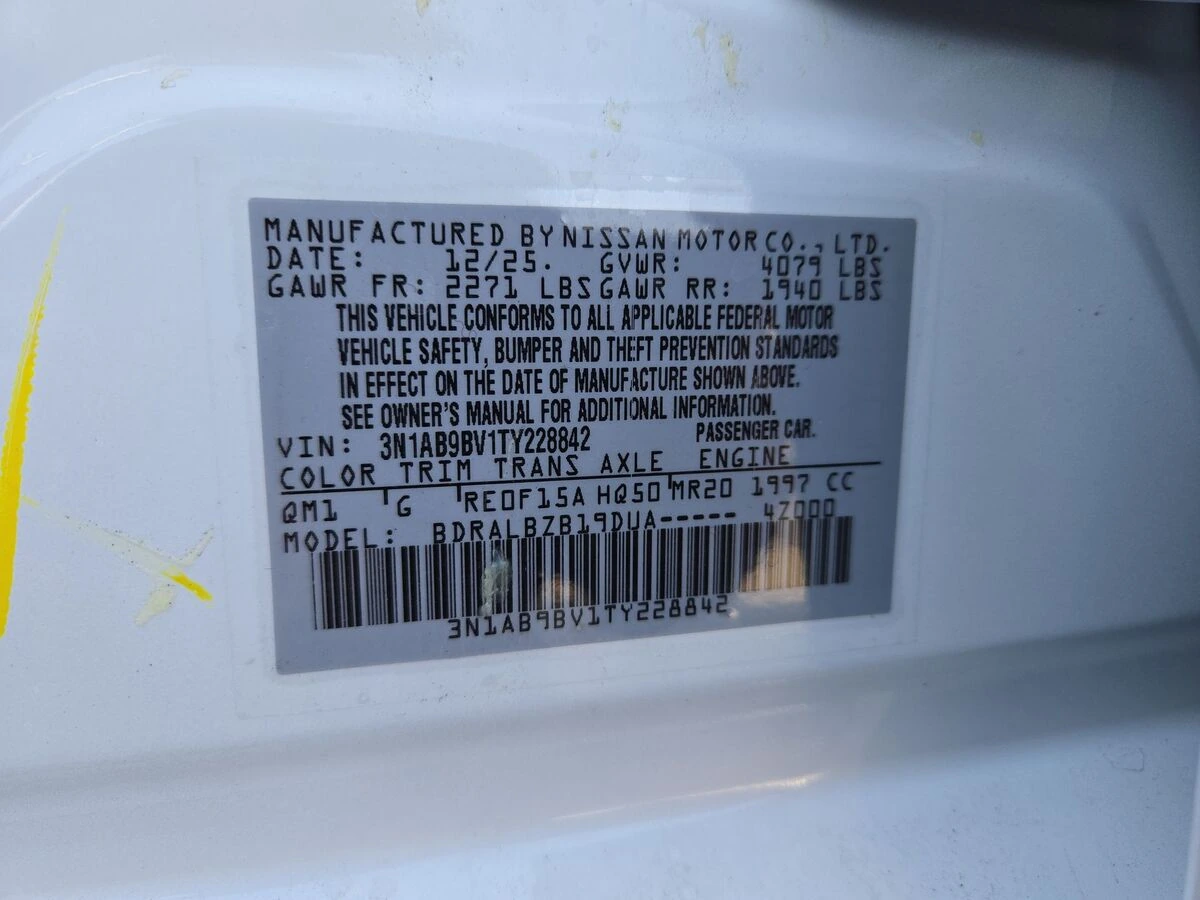 MANUFACTURED BY NISSAN MOTOR CO., LTD.
DATE: 12/25. GVWR: 4079 LBS
GAWR FR: 2271 LBS GAWR RR: 1940 LBS
THIS VEHICLE CONFORMS TO ALL APPLICABLE FEDERAL MOTOR
VEHICLE SAFETY, BUMPER AND THEFT PREVENTION STANDARDS
IN EFFECT ON THE DATE OF MANUFACTURE SHOWN ABOVE.
SEE OWNER'S MANUAL FOR ADDITIONAL INFORMATION.
VIN: 3N1AB9BV1TY228842 PASSENGER CAR.
COLOR TRIM TRANS AXLE ENGINE
QM1 G RE0F15A HQ50 MR20 1997 CC
MODEL: BDRALBZB19DUA----- 4Z000
3N1AB9BV1TY228842